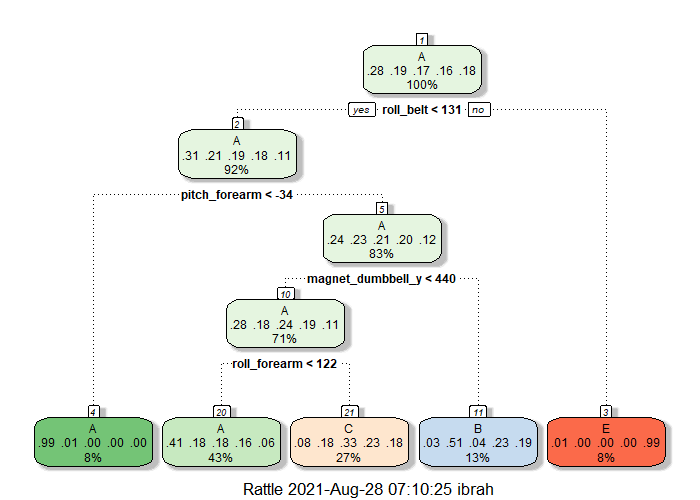 1
A
.28 .19 .17 .16 .18
100%
yes roll_belt < 131 no
2
A
.31 .21 .19 .18 .11
92%
pitch_forearm < -34
5
A
.24 .23 .21 .20 .12
83%
magnet_dumbbell_y < 440
10
A
.28 .18 .24 .19 .11
71%
roll_forearm < 122
4
A
.99 .01 .00 .00 .00
8%
20
A
.41 .18 .18 .16 .06
43%
21
C
.08 .18 .33 .23 .18
27%
11
B
.03 .51 .04 .23 .19
13%
3
E
.01 .00 .00 .00 .99
8%
Rattle 2021-Aug-28 07:10:25 ibrah